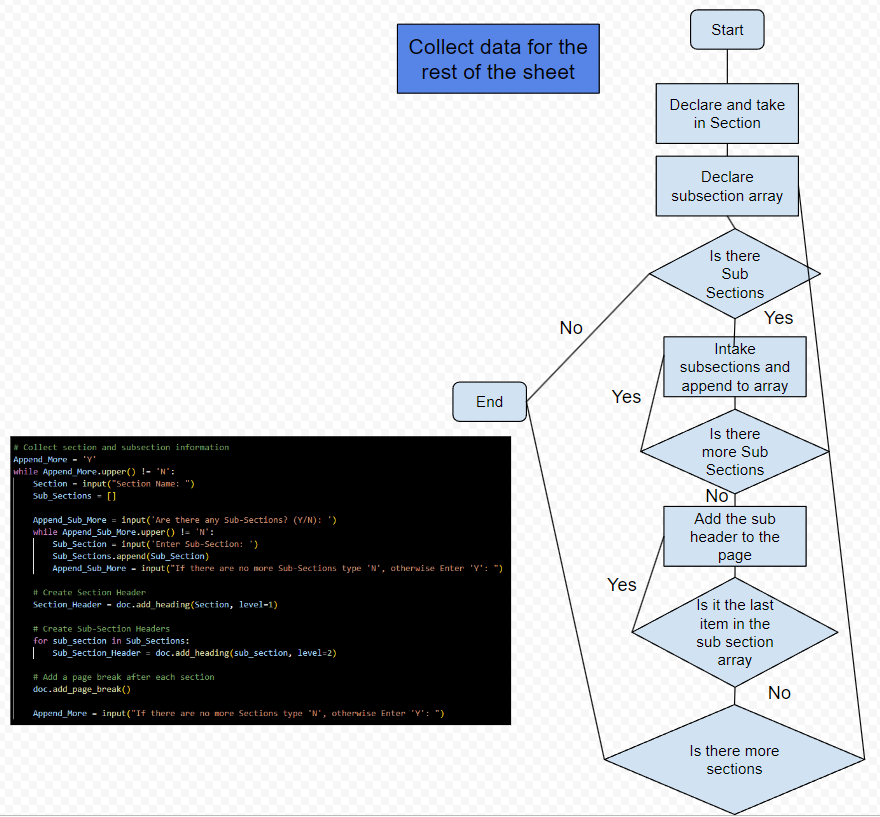 Collect data for the
rest of the sheet
Start
Declare and take
in Section
Declare
subsection array
Is there
Sub
Sections
No
Yes
Intake
subsections and
append to array
End
Yes
Is there
more Sub
Sections
No
Add the sub
header to the
page
Yes
Is it the last
item in the
sub section
array
No
Is there more
sections
# Collect section and subsection information
Append_More = 'Y'
while Append_More.upper() != 'N':
    Section = input("Section Name: ")
    Sub_Sections = []
    Append_Sub_More = input('Are there any Sub-Sections? (Y/N): ')
    while Append_Sub_More.upper() != 'N':
        Sub_Section = input('Enter Sub-Section: ')
        Sub_Sections.append(Sub_Section)
        Append_Sub_More = input("If there are no more Sub-Sections type 'N', otherwise Enter 'Y': ")
    # Create Section Header
    Section_Header = doc.add_heading(Section, level=1)
    # Create Sub-Section Headers
    for sub_section in Sub_Sections:
        Sub_Section_Header = doc.add_heading(sub_section, level=2)
    # Add a page break after each section
    doc.add_page_break()
    Append_More = input("If there are no more Sections type 'N', otherwise Enter 'Y': ")